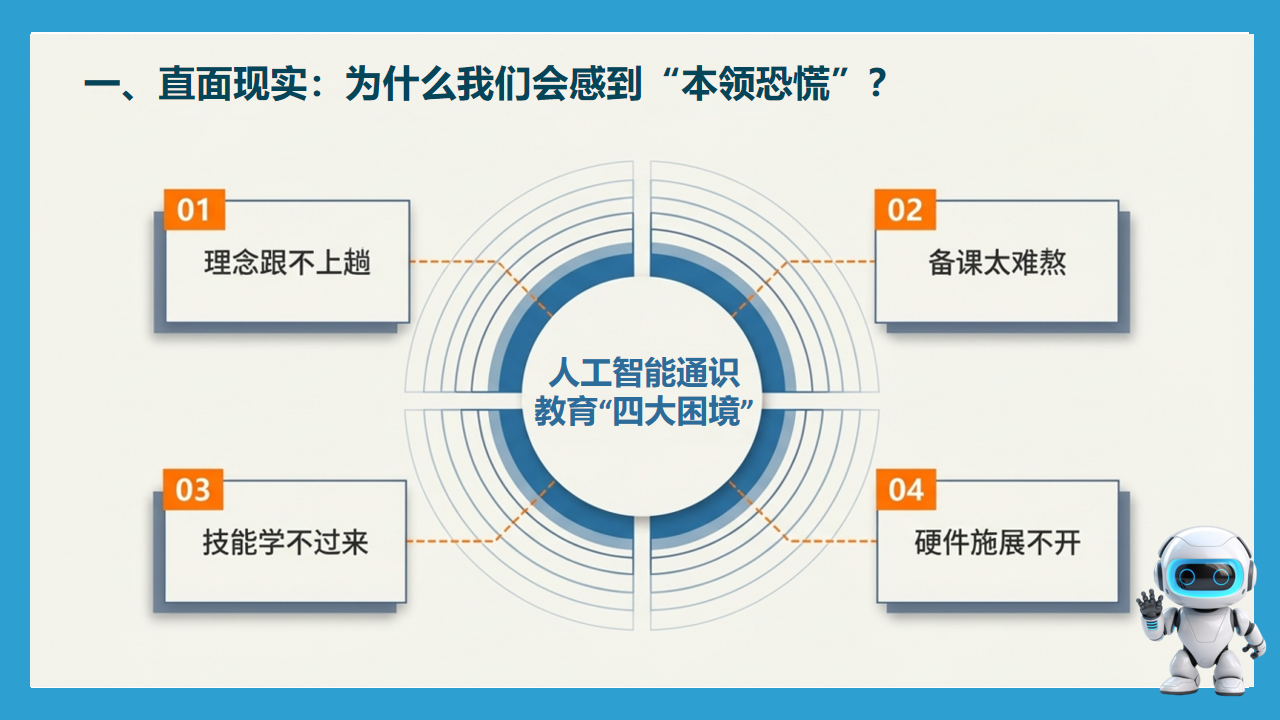 一、直面现实：为什么我们会感到“本领恐慌”？
01
理念跟不上趟
02
备课太难熬
人工智能通识
教育“四大困境”
03
技能学不过来
04
硬件施展不开